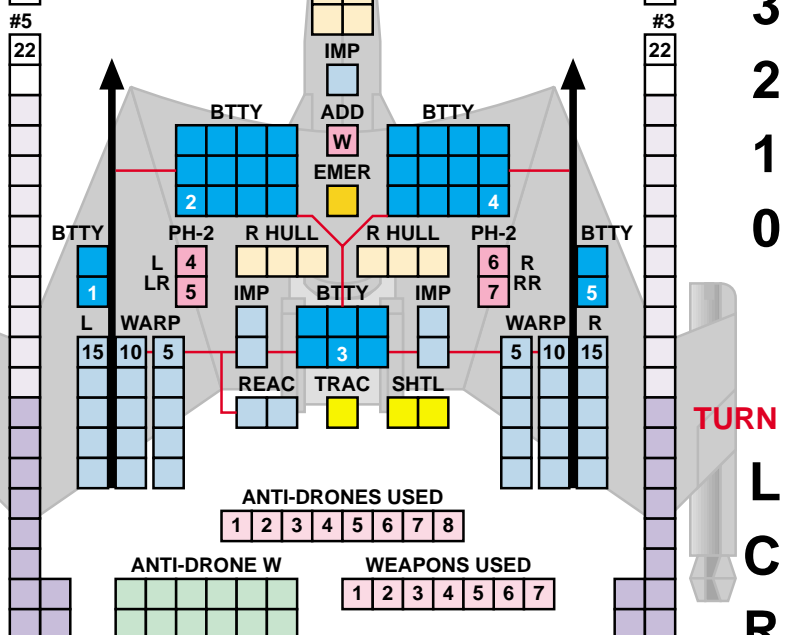 3
#5
#3
22
22
IMP
2
BTTY
ADD
BTTY
W
1
EMER
2
4
0
BTTY
PH-2
R HULL
R HULL
PH-2
BTTY
L
4
6
R
LR
5
7
RR
1
IMP
BTTY
IMP
5
L
WARP
WARP
R
15
10
5
3
5
10
15
REAC
TRAC
SHTL
TURN
L
ANTI-DRONES USED
1 2 3 4 5 6 7 8
C
ANTI-DRONE W
WEAPONS USED
1 2 3 4 5 6 7
R